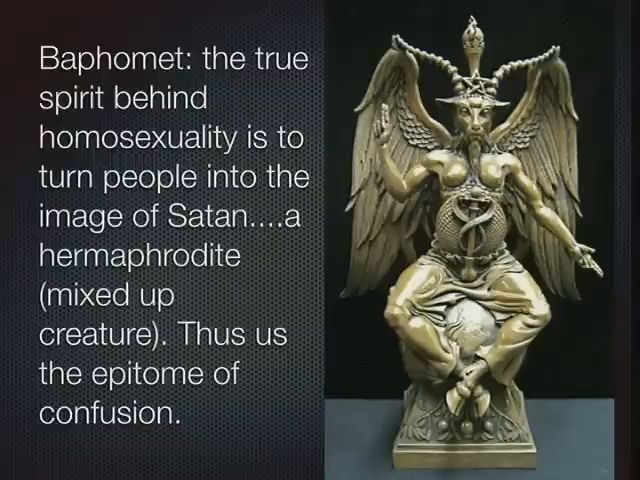 Baphomet: the true
spirit behind
homosexuality is to
turn people into the
image of Satan....a
hermaphrodite
(mixed up
creature). Thus us
the epitome of
confusion.